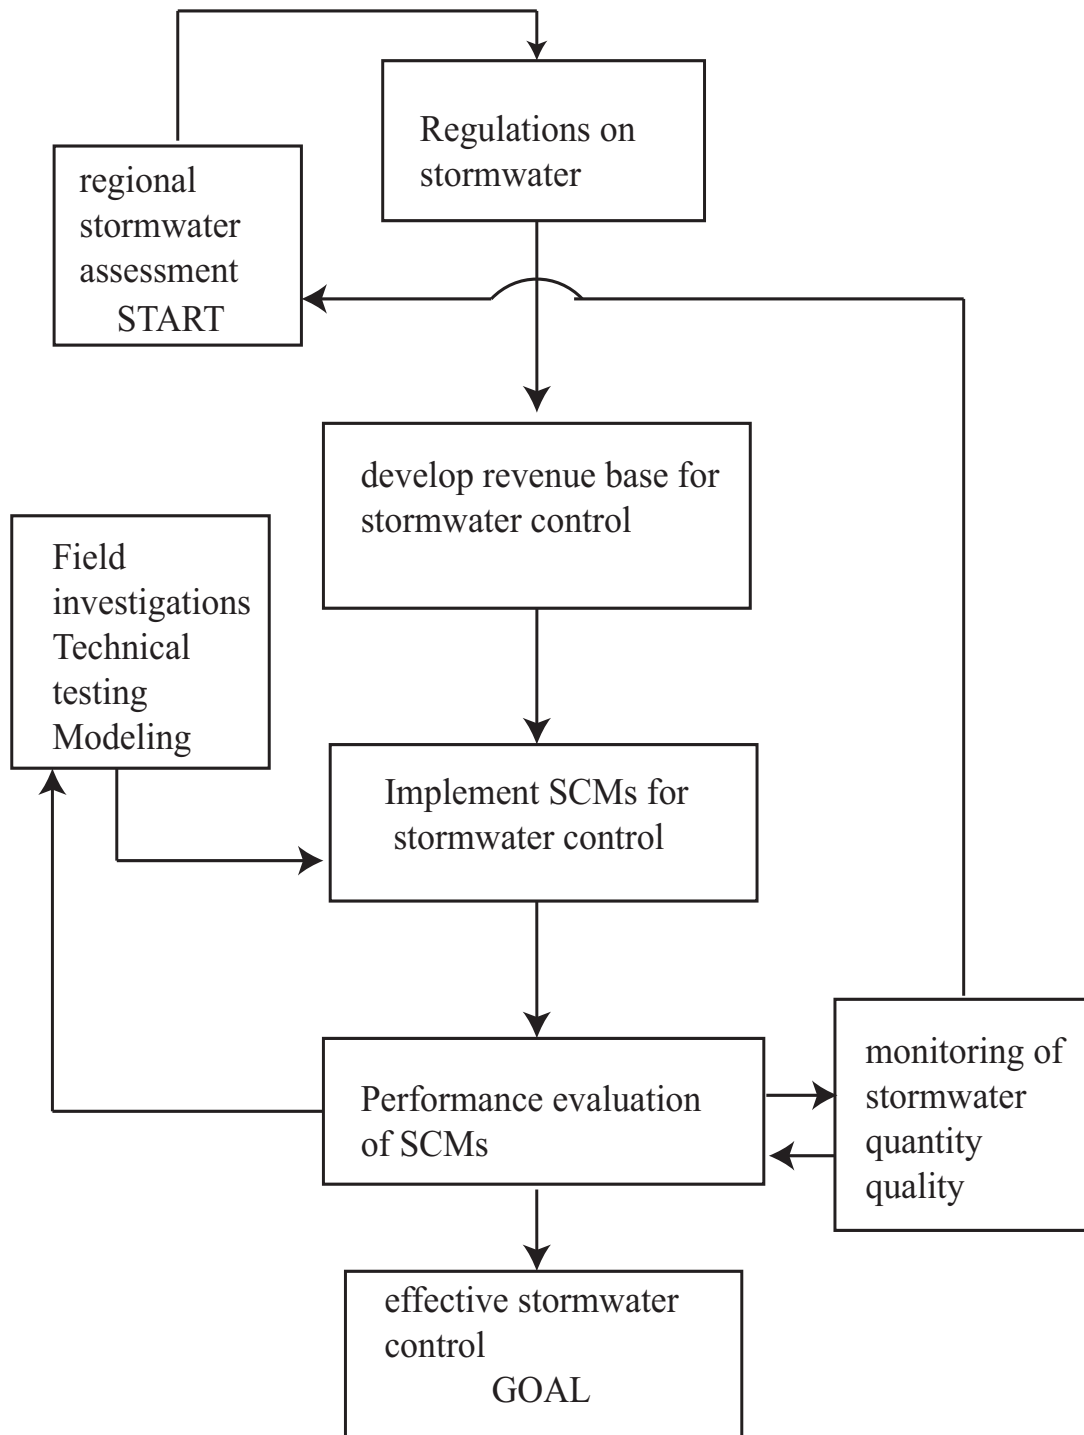 Regulations on
stormwater
regional
stormwater
assessment
START
develop revenue base for
stormwater control
Field
investigations
Technical
testing
Modeling
Implement SCMs for
stormwater control
Performance evaluation
of SCMs
monitoring of
stormwater
quantity
quality
effective stormwater
control
GOAL